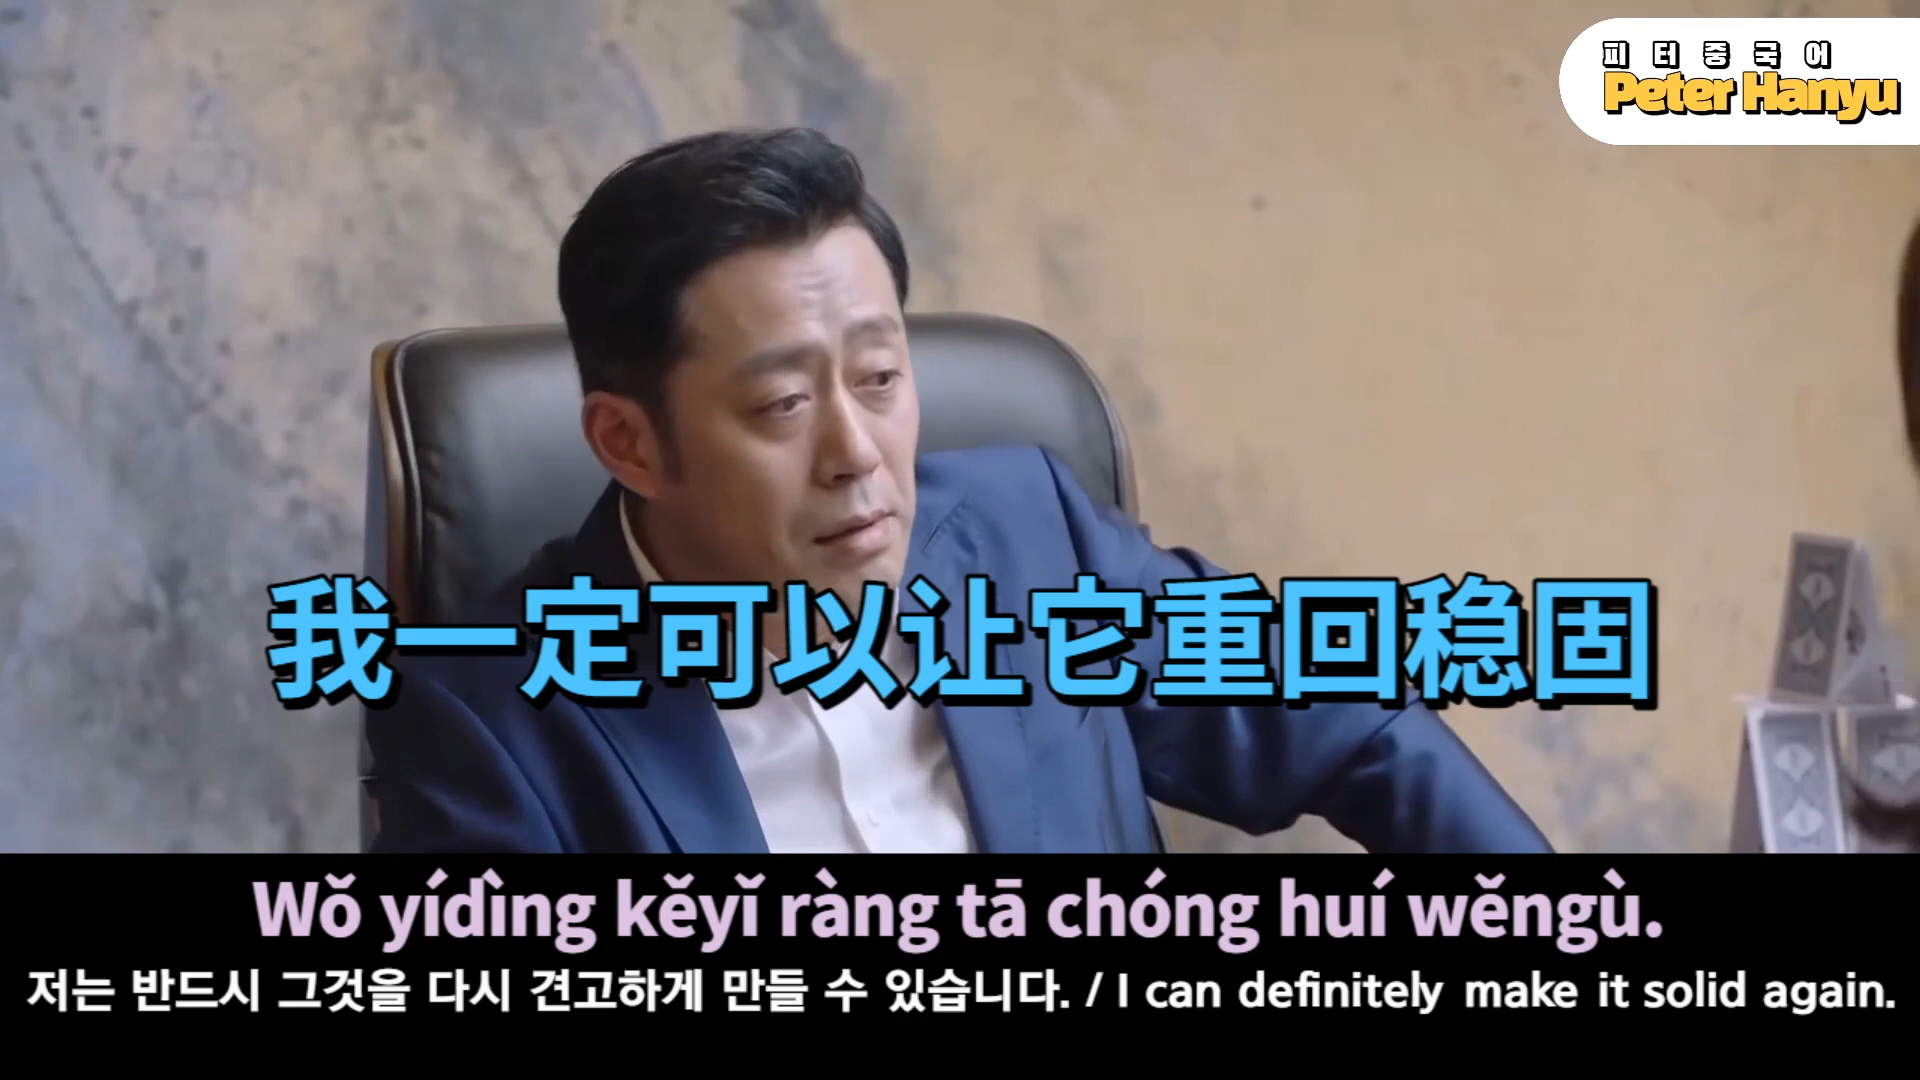 피터중국어
Peter Hanyu
我一定可以让它重回稳固
Wǒ yídìng kěyǐ ràng tā chóng huí wěngù.
저는 반드시 그것을 다시 견고하게 만들 수 있습니다. / I can definitely make it solid again.